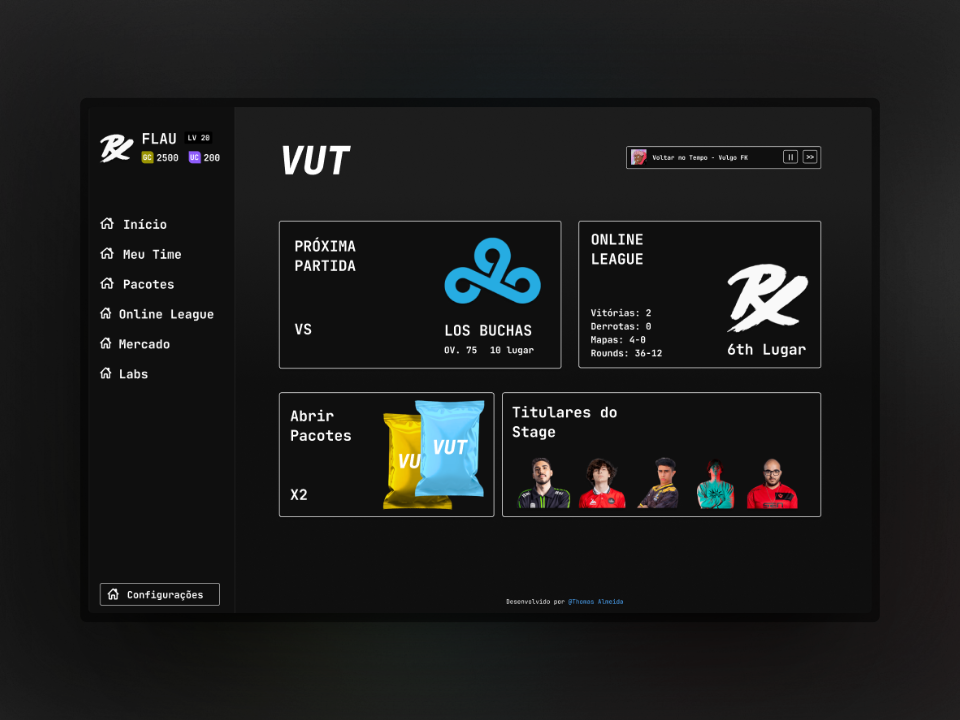 FLAU LV 20
GC 2500 UC 200
Início
Meu Time
Pacotes
Online League
Mercado
Labs
Configurações
VUT
Voltar no Tempo - Vulgo FK
>>
PRÓXIMA
PARTIDA
VS
LOS BUCHAS
OV. 75 10 lugar
ONLINE
LEAGUE
Vitórias: 2
Derrotas: 0
Mapas: 4-0
Rounds: 36-12
6th Lugar
Abrir
Pacotes
X2
VU
VUT
Titulares do
Stage
Desenvolvido por @Thomas Almeida